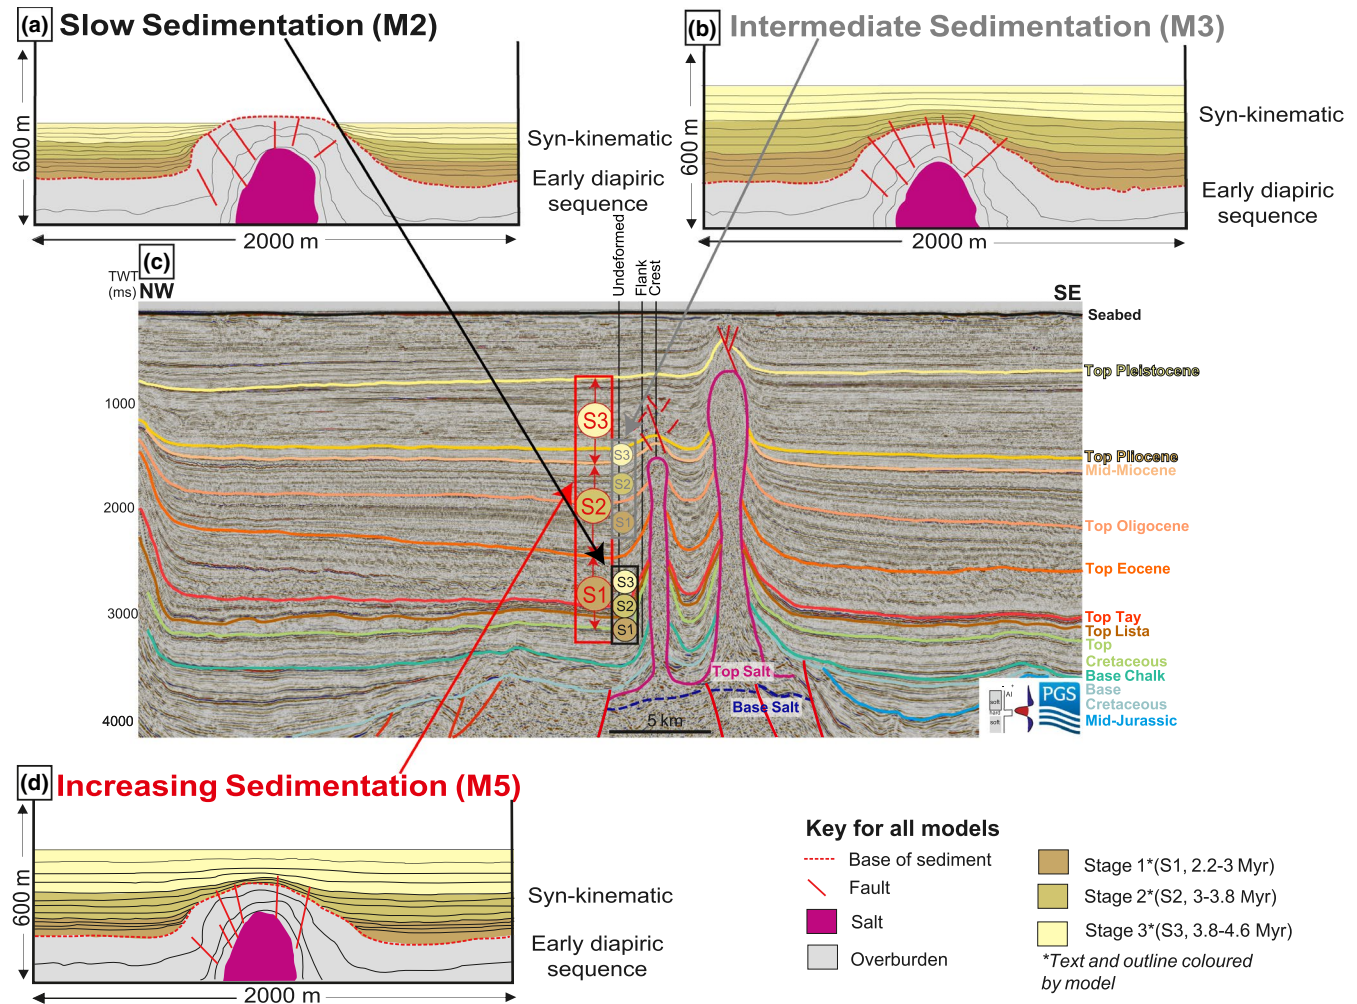 (a) Slow Sedimentation (M2)
600 m
Syn-kinematic
Early diapiric
sequence
2000 m
(b) Intermediate Sedimentation (M3)
600 m
Syn-kinematic
Early diapiric
sequence
2000 m
(c)
TWT
(ms)
NW
Undeformed
Flank
Crest
SE
Seabed
Top Pleistocene
1000
S3
Top Pliocene
S3
Mid-Miocene
S2
2000
S2
S1
Top Oligocene
Top Eocene
S3
S1
S2
3000
S1
Top Tay
Top Lista
Top
Cretaceous
Top Salt
Base Chalk
Base
Cretaceous
Base Salt
Mid-Jurassic
4000
5 km
AI
soft
hard
soft
PGS
(d) Increasing Sedimentation (M5)
600 m
Syn-kinematic
Early diapiric
sequence
2000 m
Key for all models
Base of sediment
Fault
Salt
Overburden
Stage 1*(S1, 2.2-3 Myr)
Stage 2*(S2, 3-3.8 Myr)
Stage 3*(S3, 3.8-4.6 Myr)
*Text and outline coloured
by model